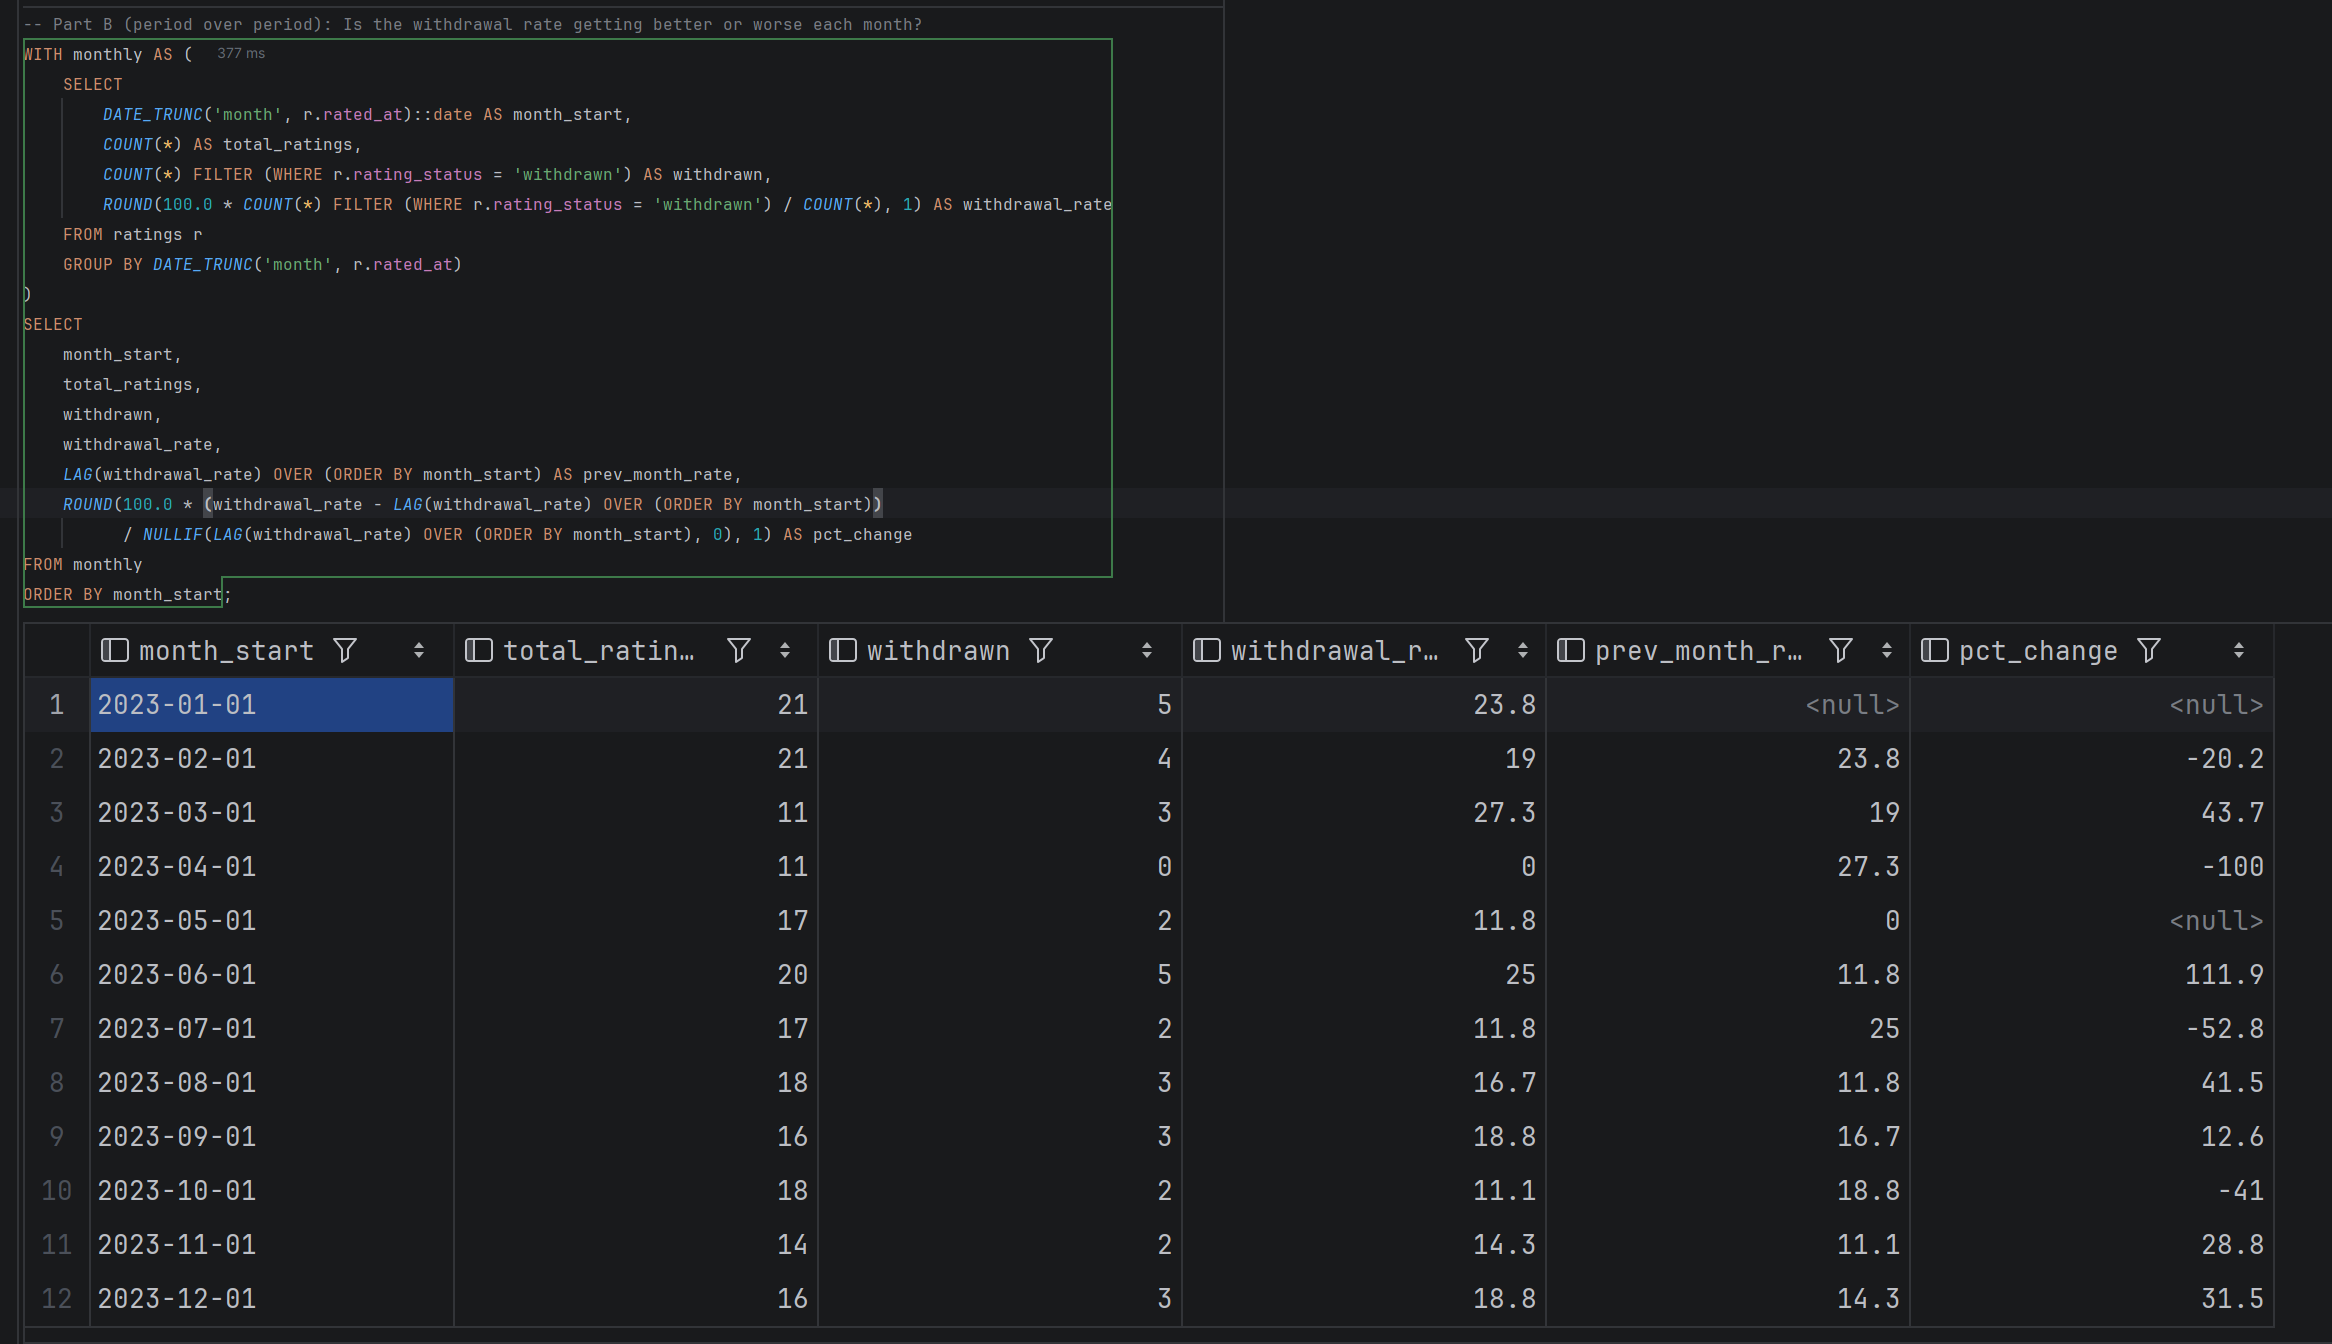 -- Part B (period over period): Is the withdrawal rate getting better or worse each month?
WITH monthly AS (   377 ms
    SELECT
        DATE_TRUNC('month', r.rated_at)::date AS month_start,
        COUNT(*) AS total_ratings,
        COUNT(*) FILTER (WHERE r.rating_status = 'withdrawn') AS withdrawn,
        ROUND(100.0 * COUNT(*) FILTER (WHERE r.rating_status = 'withdrawn') / COUNT(*), 1) AS withdrawal_rate
    FROM ratings r
    GROUP BY DATE_TRUNC('month', r.rated_at)
)
SELECT
    month_start,
    total_ratings,
    withdrawn,
    withdrawal_rate,
    LAG(withdrawal_rate) OVER (ORDER BY month_start) AS prev_month_rate,
    ROUND(100.0 * (withdrawal_rate - LAG(withdrawal_rate) OVER (ORDER BY month_start))
          / NULLIF(LAG(withdrawal_rate) OVER (ORDER BY month_start), 0), 1) AS pct_change
FROM monthly
ORDER BY month_start;
month_start total_ratin… withdrawn withdrawal_r… prev_month_r… pct_change
1 2023-01-01 21 5 23.8 <null> <null>
2 2023-02-01 21 4 19 23.8 -20.2
3 2023-03-01 11 3 27.3 19 43.7
4 2023-04-01 11 0 0 27.3 -100
5 2023-05-01 17 2 11.8 0 <null>
6 2023-06-01 20 5 25 11.8 111.9
7 2023-07-01 17 2 11.8 25 -52.8
8 2023-08-01 18 3 16.7 11.8 41.5
9 2023-09-01 16 3 18.8 16.7 12.6
10 2023-10-01 18 2 11.1 18.8 -41
11 2023-11-01 14 2 14.3 11.1 28.8
12 2023-12-01 16 3 18.8 14.3 31.5